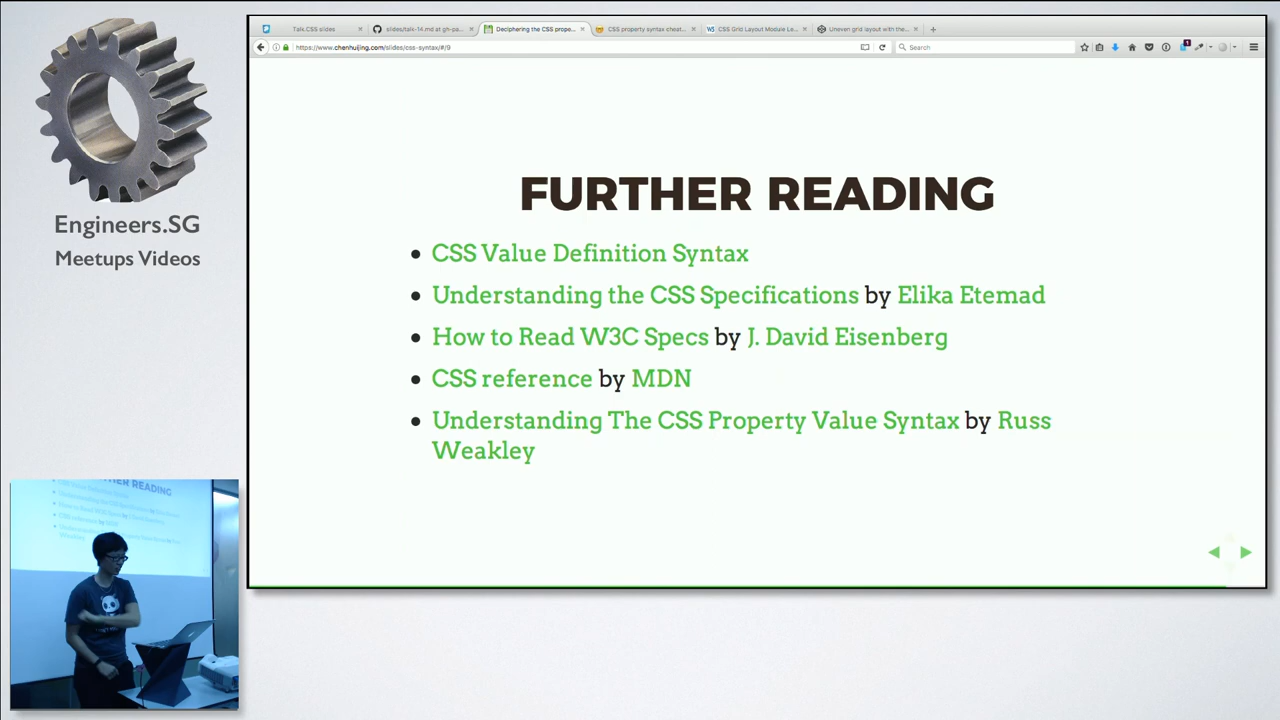 Talk.CSS slides
slides/talk-14.md at gh-pa...
Deciphering the CSS prope...
CSS property syntax cheat...
CSS Grid Layout Module Le...
Uneven grid layout with the...
https://www.chenhuijing.com/slides/css-syntax/#/9
Search
FURTHER READING
CSS Value Definition Syntax
Understanding the CSS Specifications by Elika Etemad
How to Read W3C Specs by J. David Eisenberg
CSS reference by MDN
Understanding The CSS Property Value Syntax by Russ
Weakley
Engineers.SG
Meetups Videos